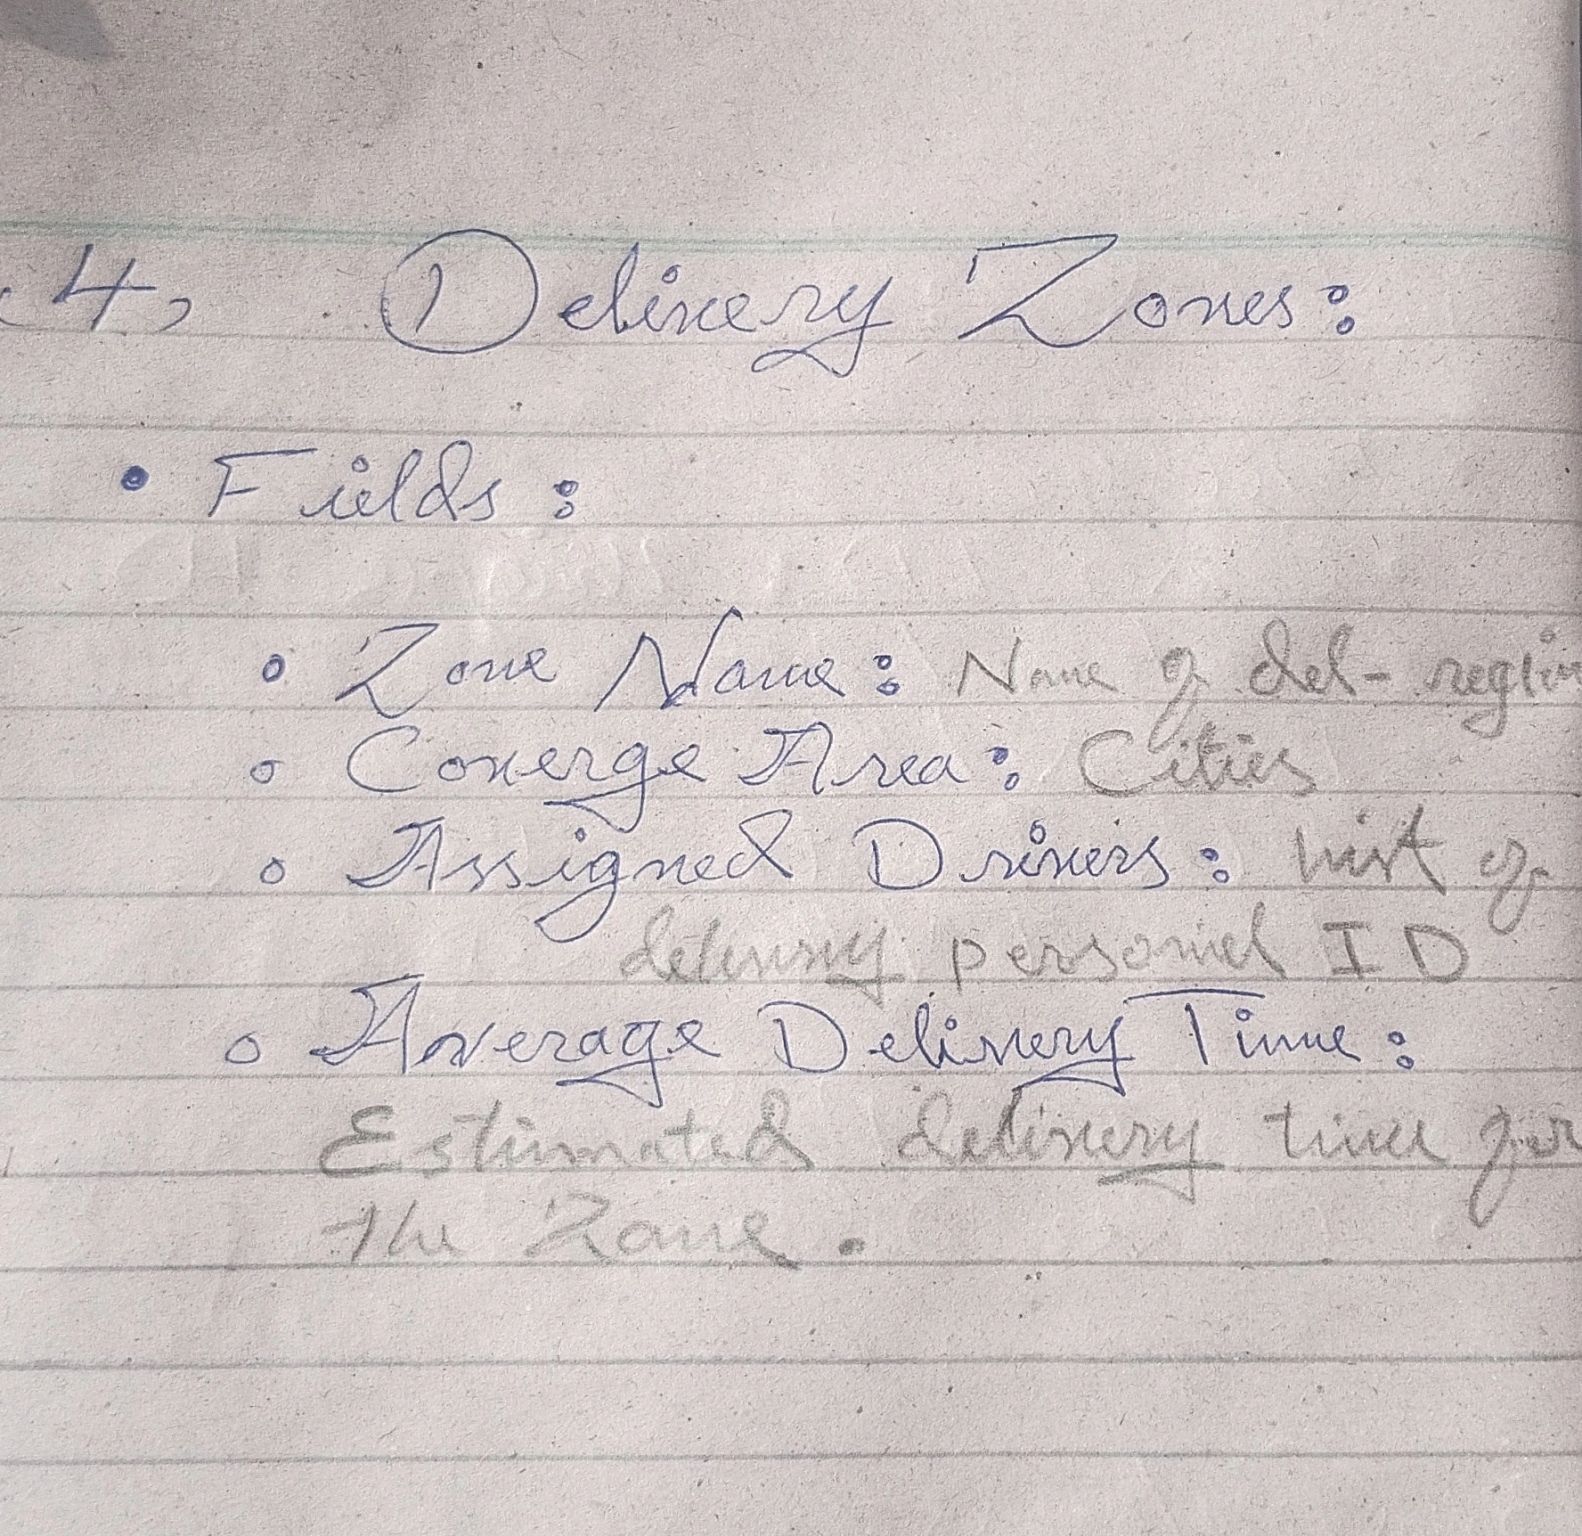 4, Delivery Zones:
• Fields:
o Zone Name: Name of del- region
o Converge Area: Cities
o Assigned Drivers: List of
delivery personnel ID
o Average Delivery Time:
Estimated delivery time for
the Zone.